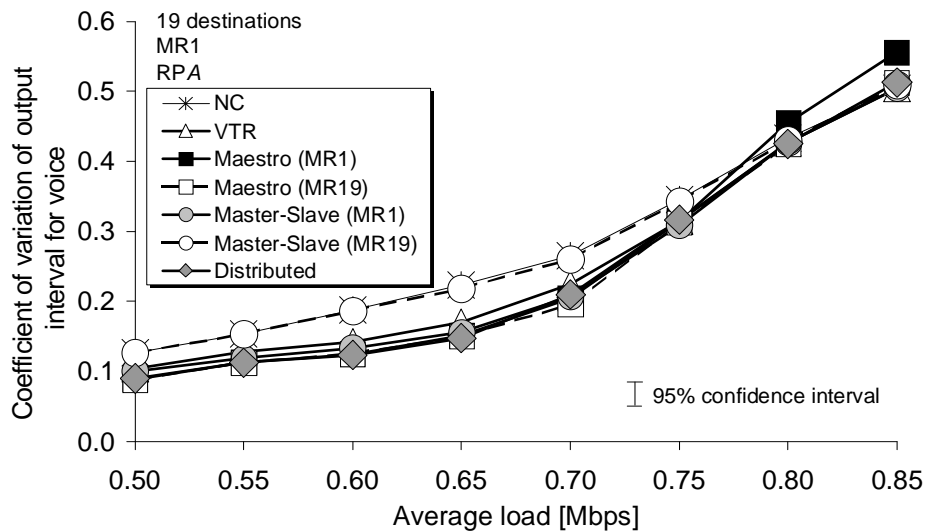 19 destinations
MR1
RPA
NC
VTR
Maestro (MR1)
Maestro (MR19)
Master-Slave (MR1)
Master-Slave (MR19)
Distributed
95% confidence interval
Coefficient of variation of output
interval for voice
0.6
0.5
0.4
0.3
0.2
0.1
0.0
0.50 0.55 0.60 0.65 0.70 0.75 0.80 0.85
Average load [Mbps]